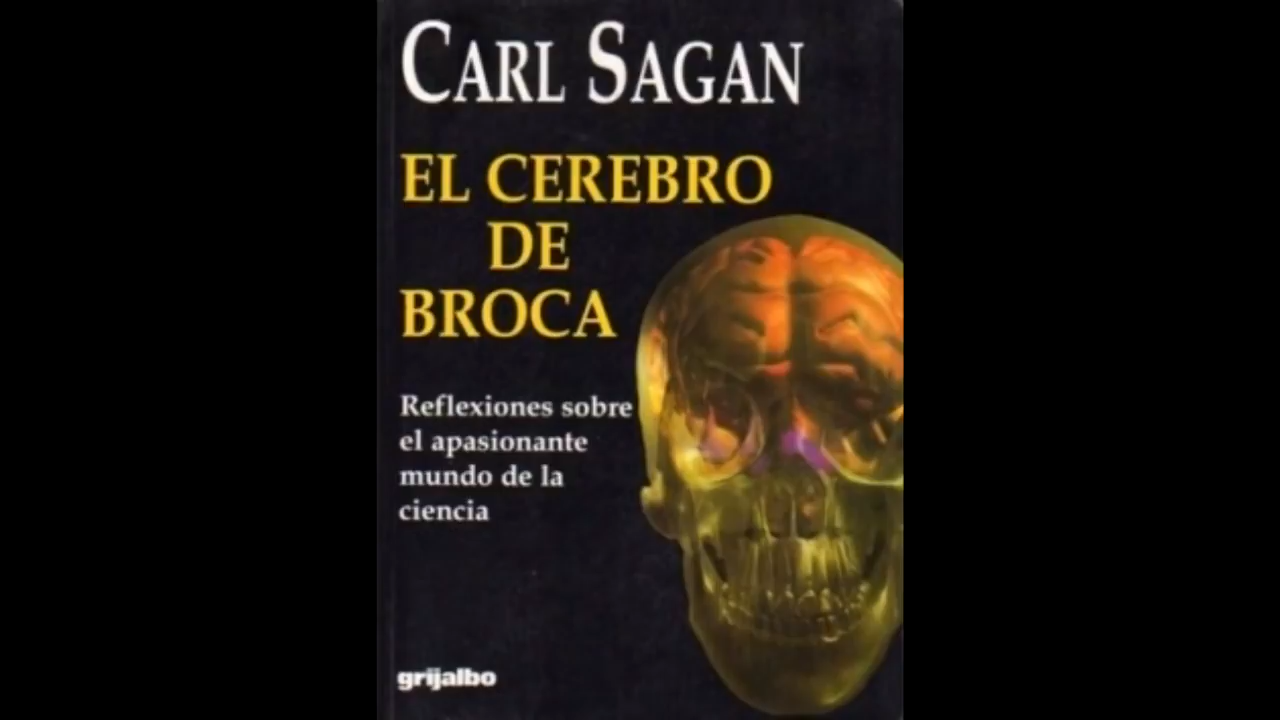 CARL SAGAN
EL CEREBRO
DE
BROCA
Reflexiones sobre
el apasionante
mundo de la
ciencia
grijalbo